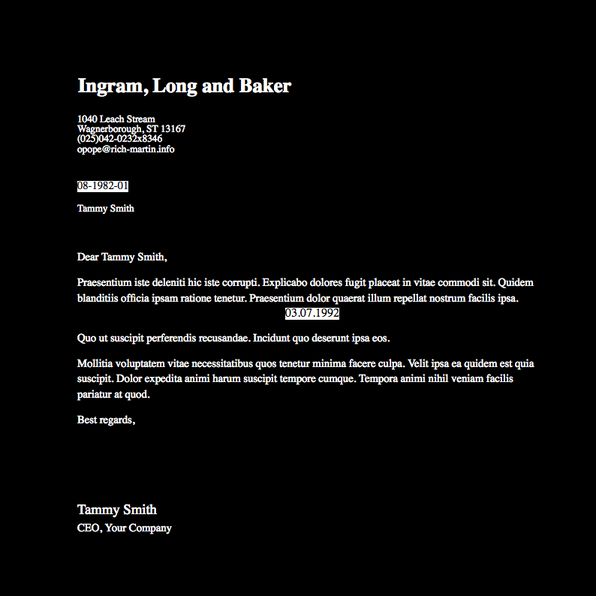 Ingram, Long and Baker
1040 Leach Stream
Wagnerborough, ST 13167
(025)042-0232x8346
opope@rich-martin.info
08-1982-01
Tammy Smith
Dear Tammy Smith,
Praesentium iste deleniti hic iste corrupti. Explicabo dolores fugit placeat in vitae commodi sit. Quidem
blanditiis officia ipsam ratione tenetur. Praesentium dolor quaerat illum repellat nostrum facilis ipsa.
03.07.1992
Quo ut suscipit perferendis recusandae. Incidunt quo deserunt ipsa eos.
Mollitia voluptatem vitae necessitatibus quos tenetur minima facere culpa. Velit ipsa ea quidem est quia
suscipit. Dolor expedita animi harum suscipit tempore cumque. Tempora animi nihil veniam facilis
pariatur at quod.
Best regards,
Tammy Smith
CEO, Your Company